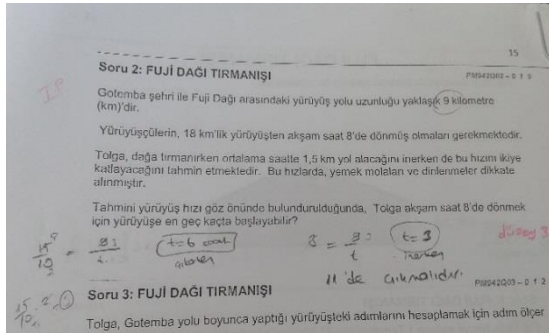 15
Soru 2: FUJİ DAĞI TIRMANIŞI
PM942Q02 – 0 1 9
Gotemba şehri ile Fuji Dağı arasındaki yürüyüş yolu uzunluğu yaklaşık 9 kilometre
(km)'dir.
Yürüyüşçülerin, 18 km'lik yürüyüşten akşam saat 8'de dönmüş olmaları gerekmektedir.
Tolga, dağa tırmanırken ortalama saatte 1,5 km yol alacağını inerken de bu hızını ikiye
katlayacağını tahmin etmektedir. Bu hızlarda, yemek molaları ve dinlenmeler dikkate
alınmıştır.
Tahmini yürüyüş hızı göz önünde bulundurulduğunda, Tolga akşam saat 8'de dönmek
için yürüyüşe en geç kaçta başlayabilir?
t=6 saat
çıkarken
t=3
inerken
düzey 3
11'de çıkmalıdır.
PM942Q03 – 0 1 2
Soru 3: FUJİ DAĞI TIRMANIŞI
Tolga, Gotemba yolu boyunca yaptığı yürüyüşteki adımlarını hesaplamak için adım ölçer